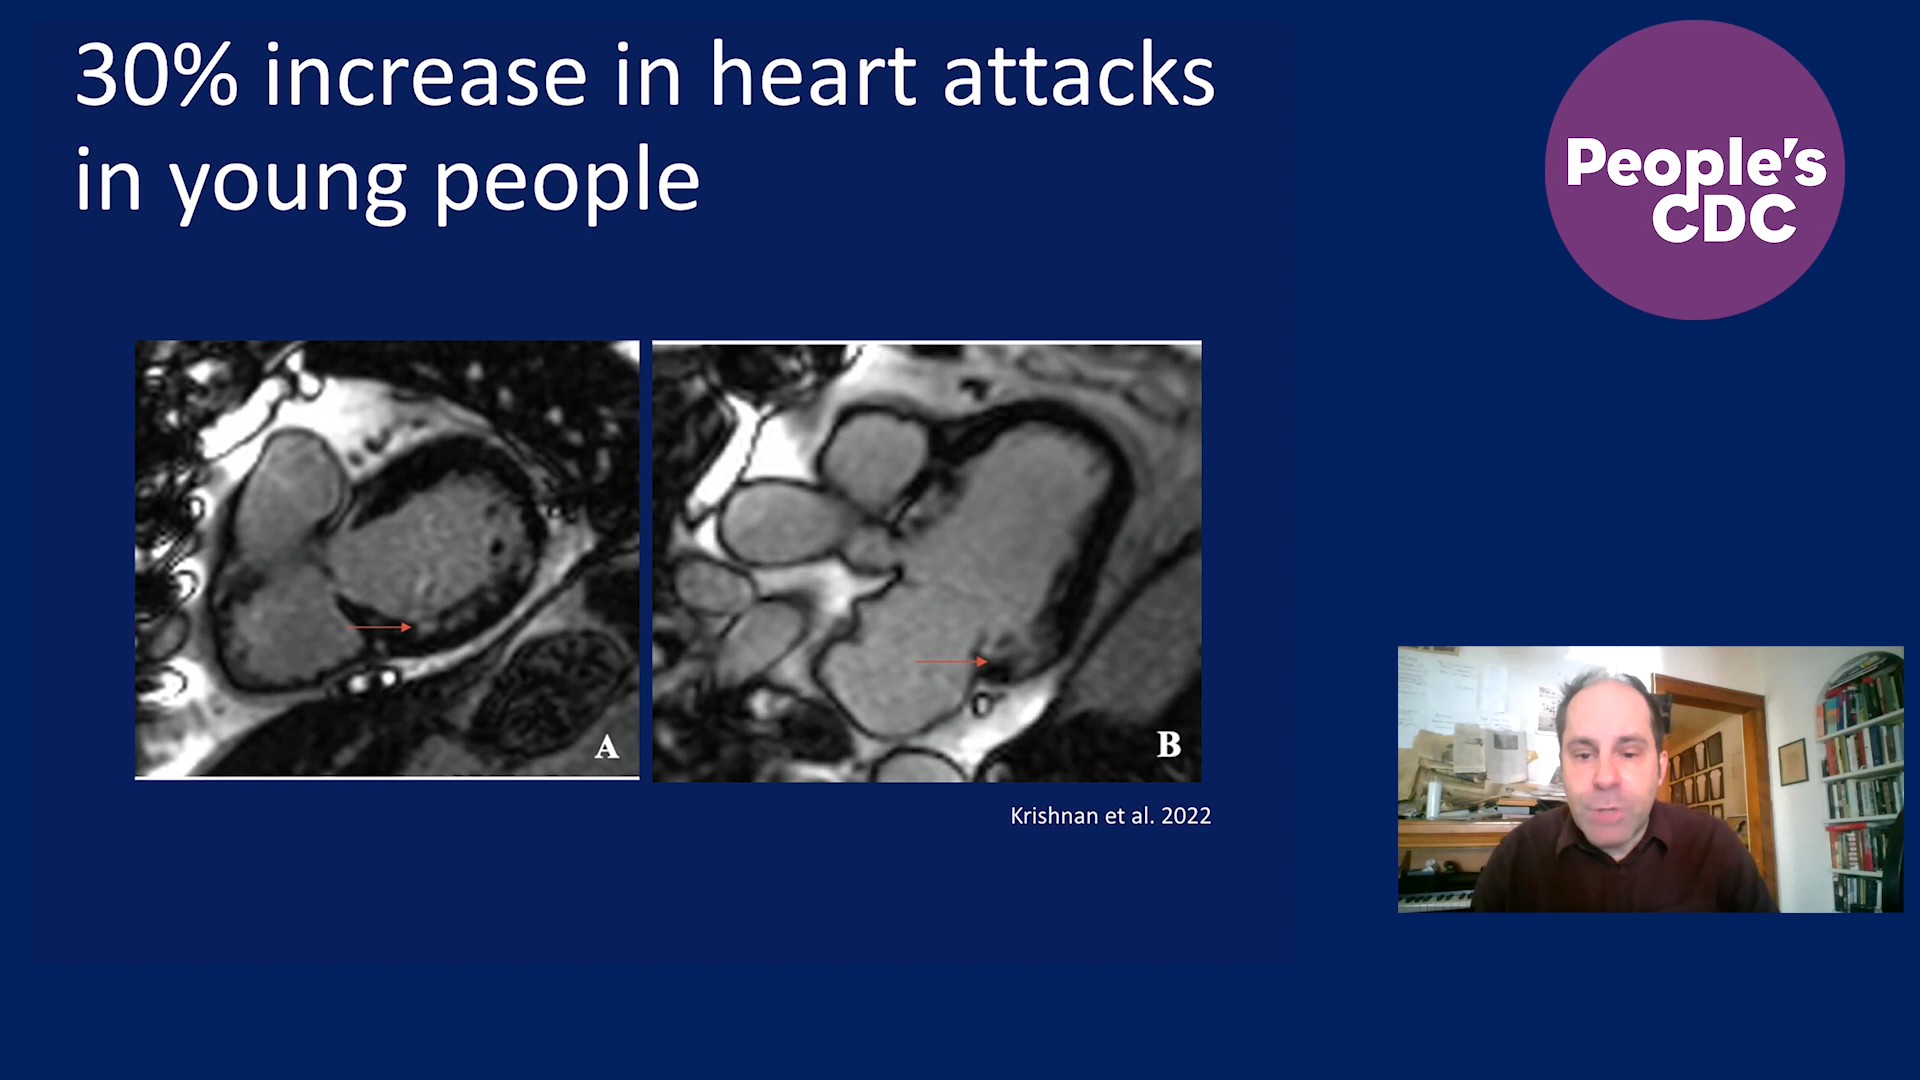 30% increase in heart attacks
in young people
People's
CDC
A
B
Krishnan et al. 2022